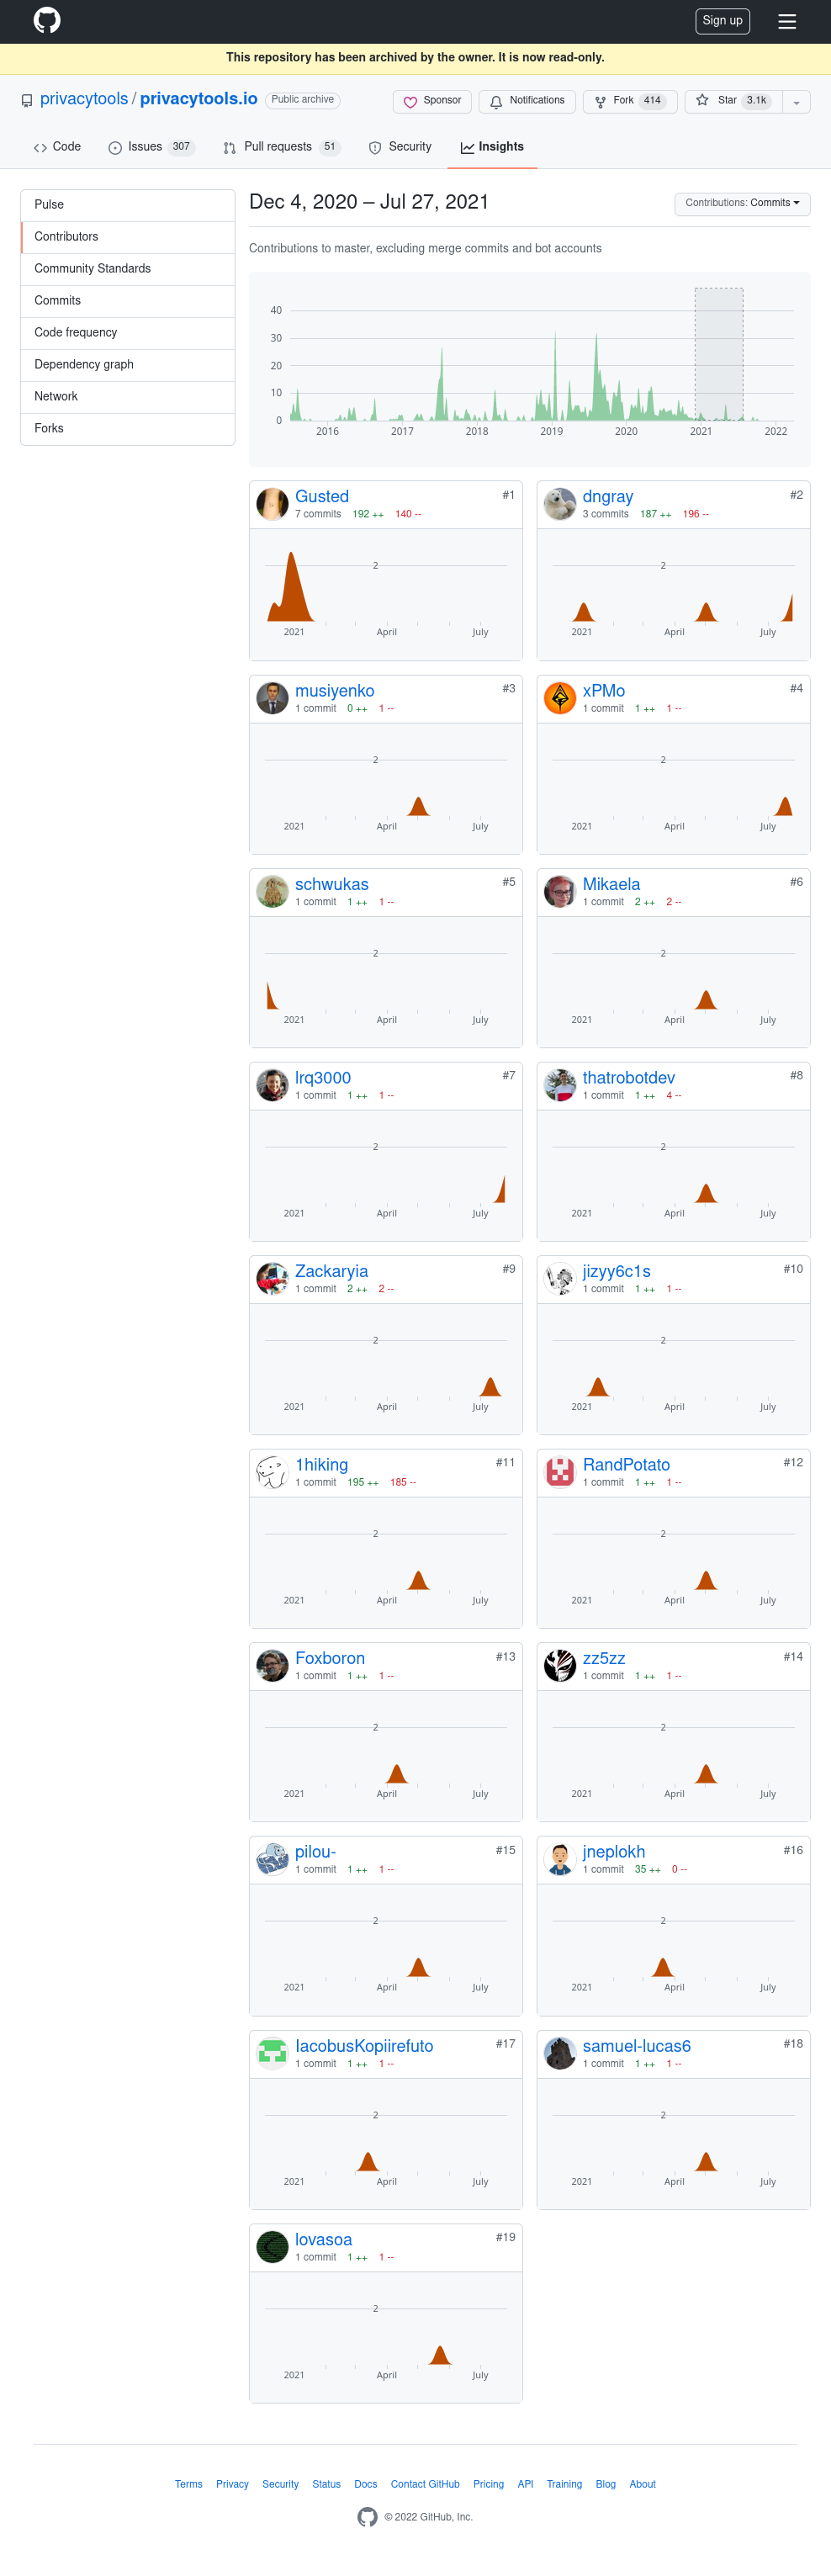 Sign up
This repository has been archived by the owner. It is now read-only.
privacytools / privacytools.io Public archive
Sponsor Notifications Fork 414 Star 3.1k
Code Issues 307 Pull requests 51 Security Insights
Pulse
Contributors
Community Standards
Commits
Code frequency
Dependency graph
Network
Forks
Dec 4, 2020 – Jul 27, 2021
Contributions: Commits
Contributions to master, excluding merge commits and bot accounts
40
30
20
10
0
2016 2017 2018 2019 2020 2021 2022
Gusted #1
7 commits 192 ++ 140 --
2
2021 April July
dngray #2
3 commits 187 ++ 196 --
2
2021 April July
musiyenko #3
1 commit 0 ++ 1 --
2
2021 April July
xPMo #4
1 commit 1 ++ 1 --
2
2021 April July
schwukas #5
1 commit 1 ++ 1 --
2
2021 April July
Mikaela #6
1 commit 2 ++ 2 --
2
2021 April July
lrq3000 #7
1 commit 1 ++ 1 --
2
2021 April July
thatrobotdev #8
1 commit 1 ++ 4 --
2
2021 April July
Zackaryia #9
1 commit 2 ++ 2 --
2
2021 April July
jizyy6c1s #10
1 commit 1 ++ 1 --
2
2021 April July
1hiking #11
1 commit 195 ++ 185 --
2
2021 April July
RandPotato #12
1 commit 1 ++ 1 --
2
2021 April July
Foxboron #13
1 commit 1 ++ 1 --
2
2021 April July
zz5zz #14
1 commit 1 ++ 1 --
2
2021 April July
pilou- #15
1 commit 1 ++ 1 --
2
2021 April July
jneplokh #16
1 commit 35 ++ 0 --
2
2021 April July
IacobusKopiirefuto #17
1 commit 1 ++ 1 --
2
2021 April July
samuel-lucas6 #18
1 commit 1 ++ 1 --
2
2021 April July
lovasoa #19
1 commit 1 ++ 1 --
2
2021 April July
Terms Privacy Security Status Docs Contact GitHub Pricing API Training Blog About
© 2022 GitHub, Inc.